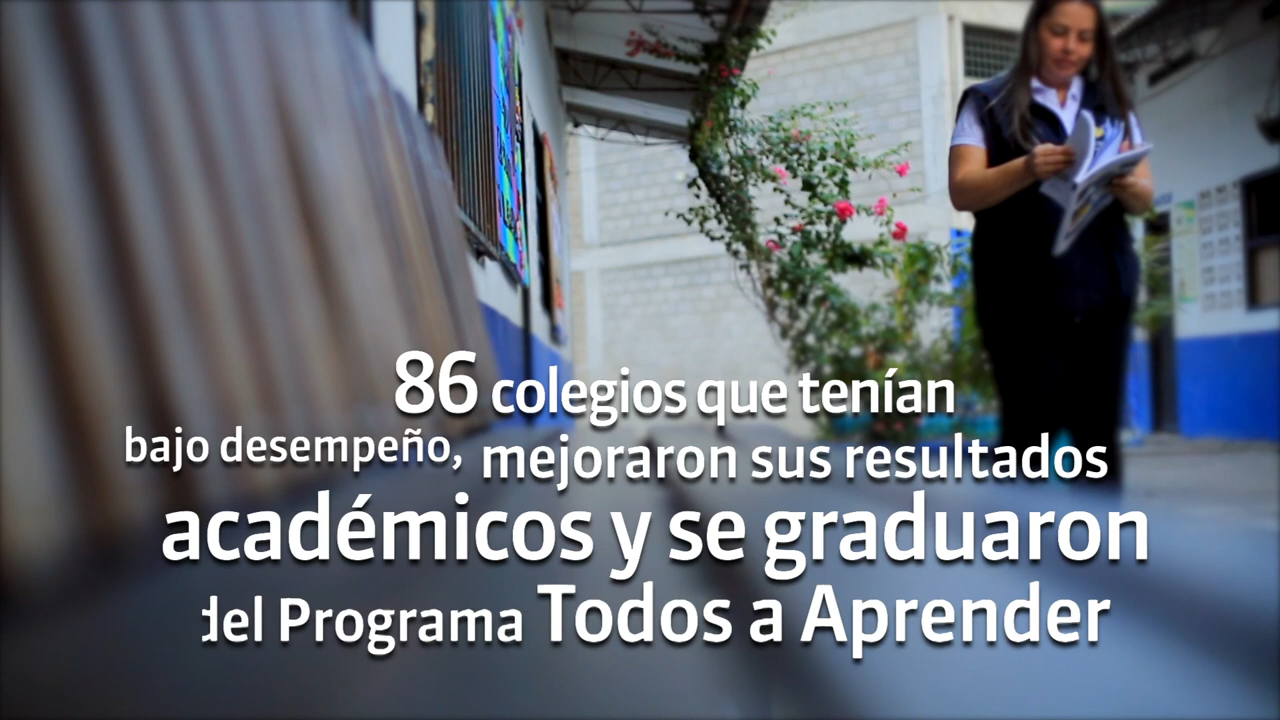 86 colegios que tenían
bajo desempeño, mejoraron sus resultados
académicos y se graduaron
del Programa Todos a Aprender